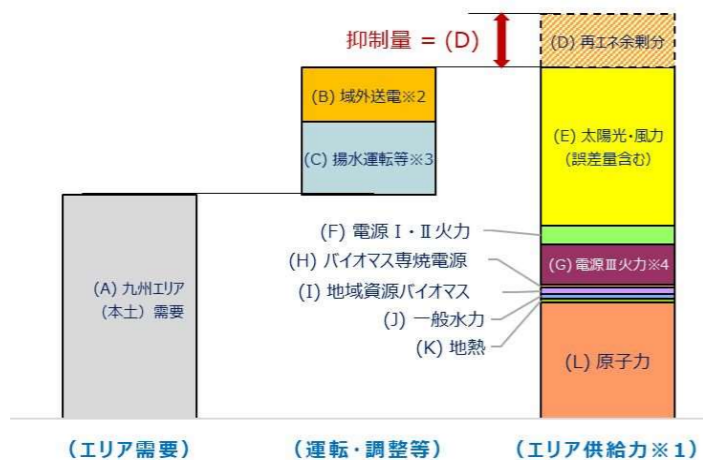 抑制量 = (D)
(D) 再エネ余剰分
(B) 域外送電※2
(C) 揚水運転等※3
(E) 太陽光・風力
(誤差量含む)
(F) 電源Ⅰ・Ⅱ火力
(G) 電源Ⅲ火力※4
(H) バイオマス専焼電源
(I) 地域資源バイオマス
(J) 一般水力
(K) 地熱
(A) 九州エリア
(本土)需要
(L) 原子力
(エリア需要)
(運転・調整等)
(エリア供給力※1)